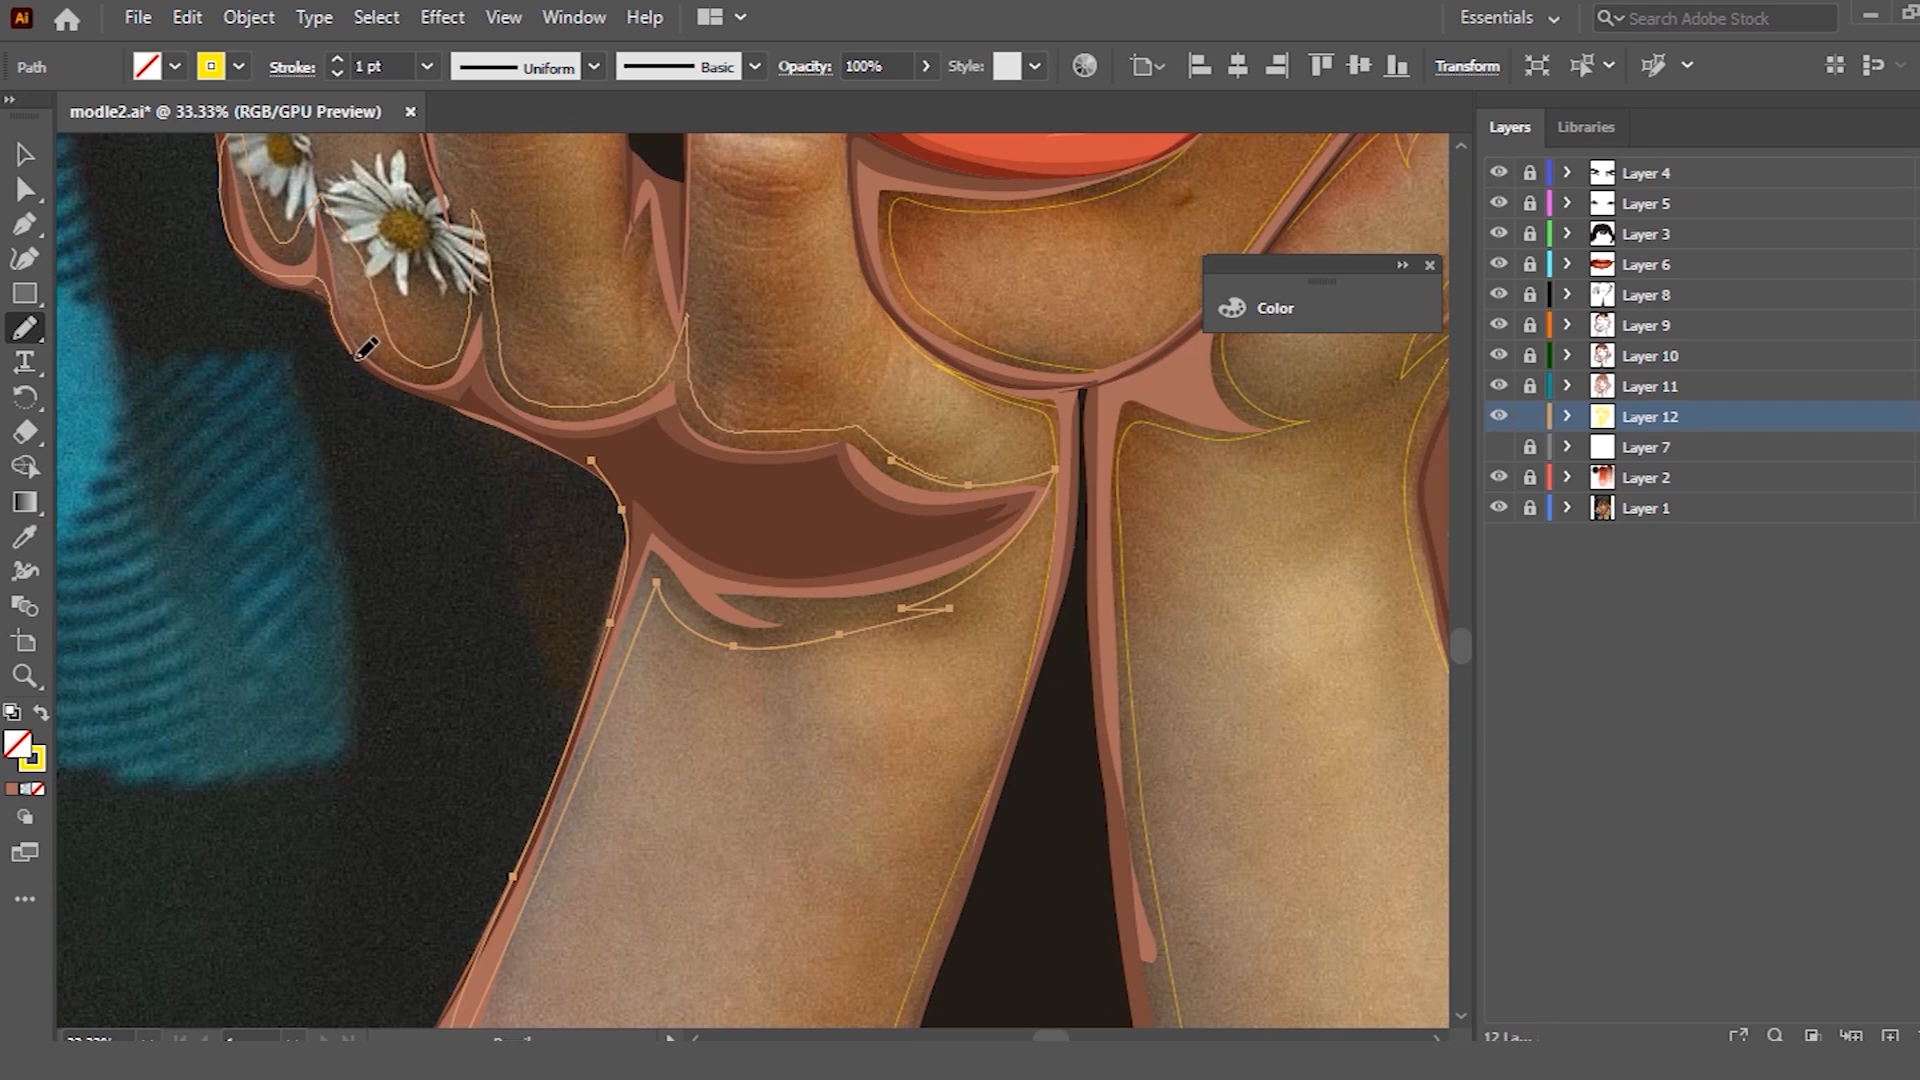 Ai File Edit Object Type Select Effect View Window Help Essentials Search Adobe Stock
Path Stroke: 1 pt Uniform Basic Opacity: 100% Style: Transform
modle2.ai* @ 33.33% (RGB/GPU Preview)
Layers Libraries
Layer 4
Layer 5
Layer 3
Layer 6
Layer 8
Color
Layer 9
Layer 10
Layer 11
Layer 12
Layer 7
Layer 2
Layer 1